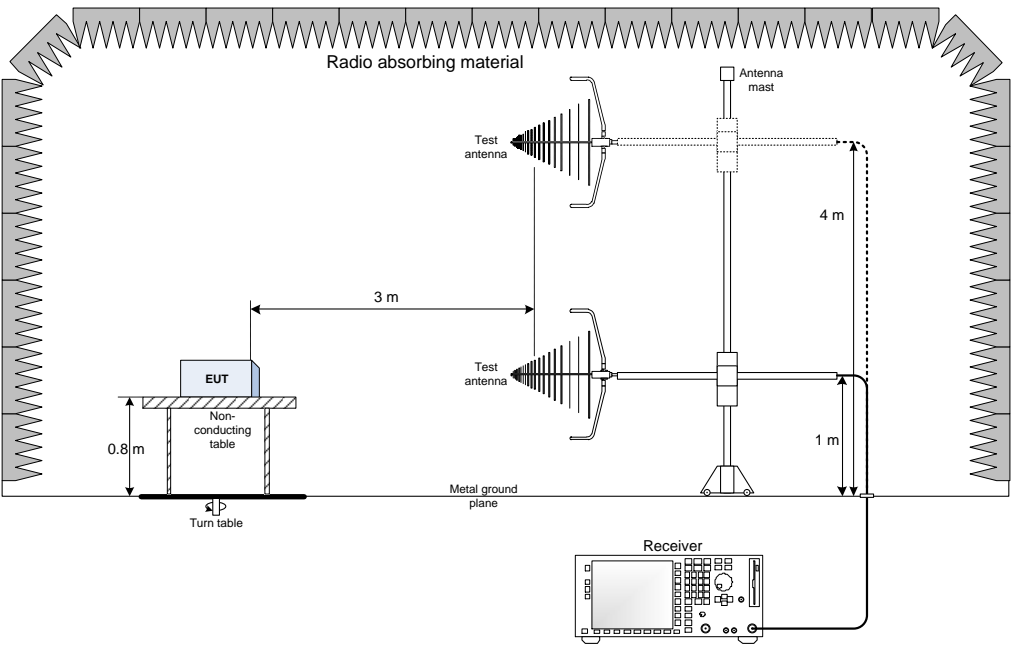 Radio absorbing material
Antenna
mast
Test
antenna
4 m
3 m
Test
antenna
EUT
Non-
conducting
table
0.8 m
1 m
Metal ground
plane
Turn table
Receiver